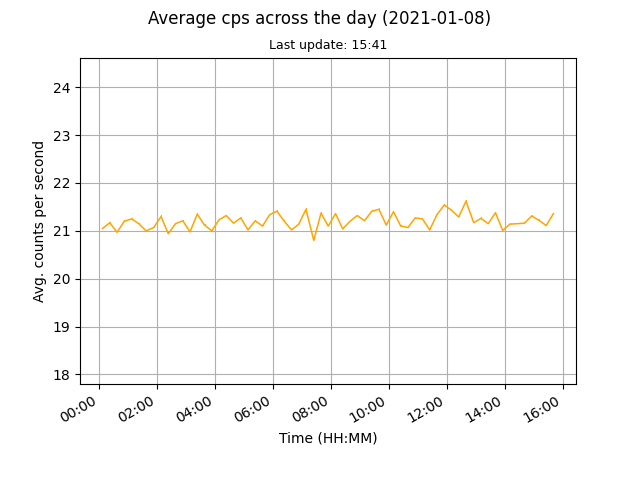 Average cps across the day (2021-01-08)
Last update: 15:41
24
23
22
21
20
19
18
Avg. counts per second
00:00 02:00 04:00 06:00 08:00 10:00 12:00 14:00 16:00
Time (HH:MM)